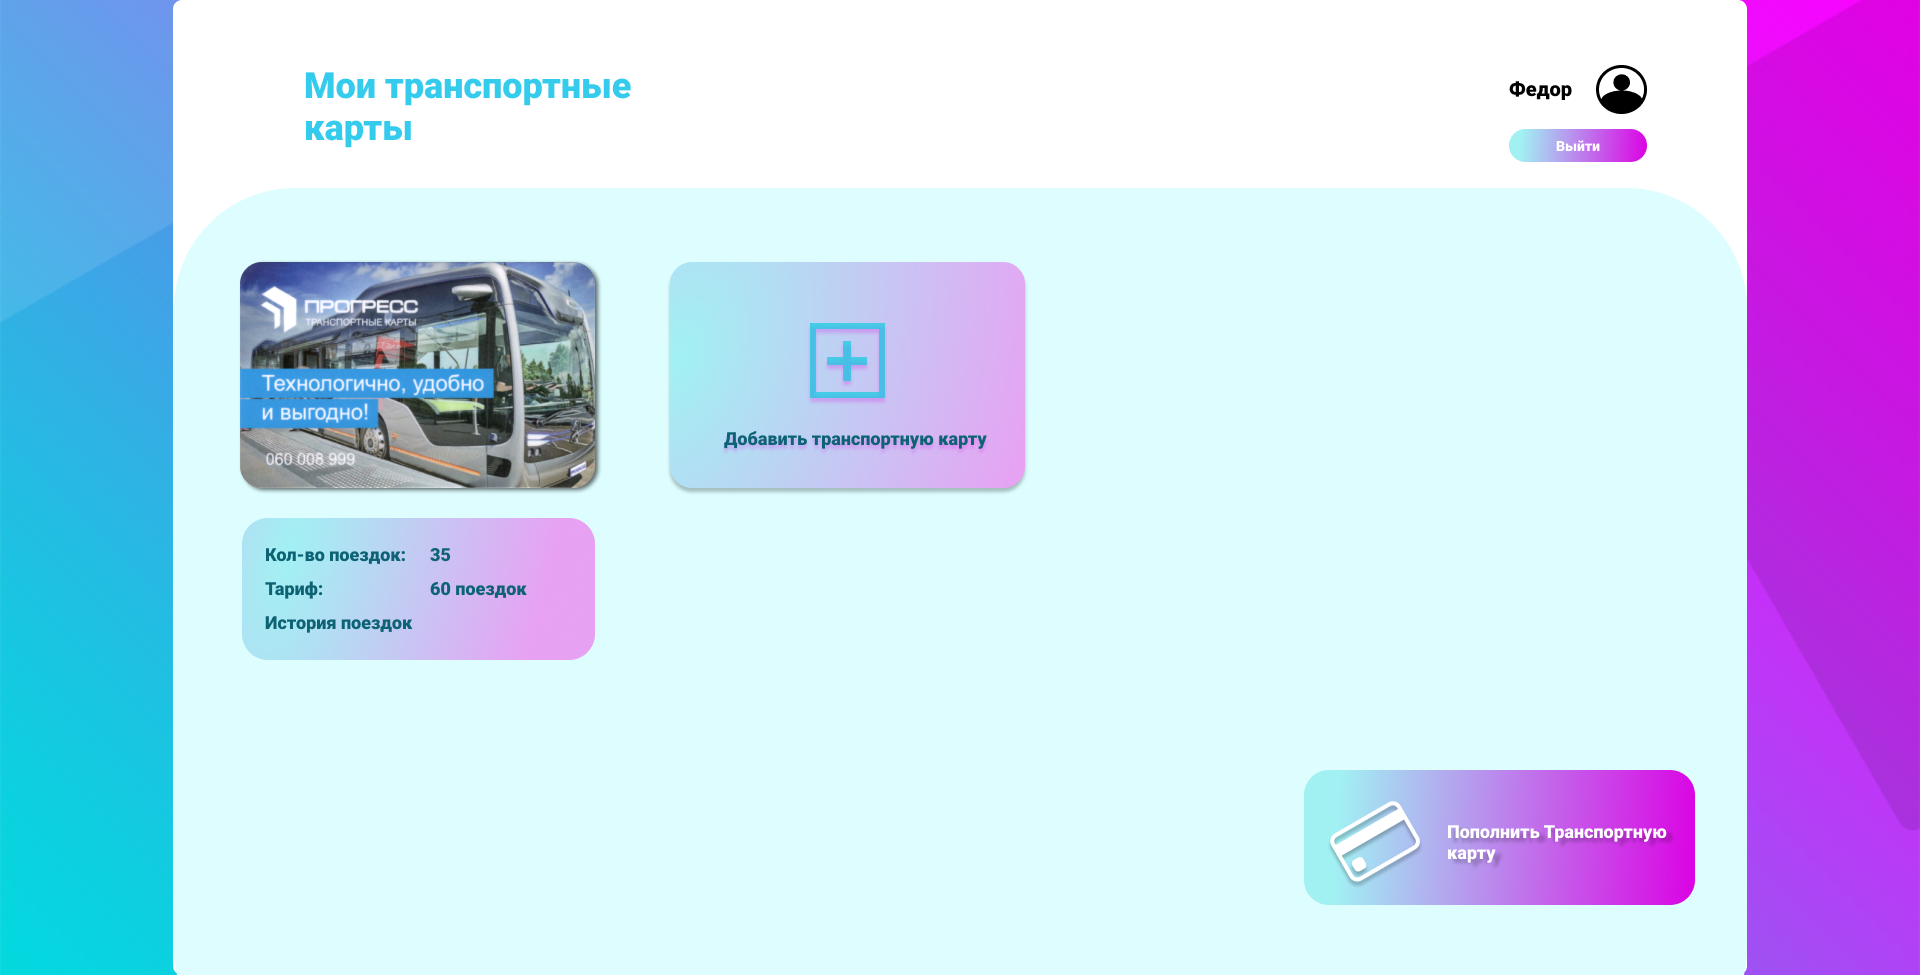 Мои транспортные
карты
Федор
Выйти
ПРОГРЕСС
ТРАНСПОРТНЫЕ КАРТЫ
Технологично, удобно
и выгодно!
060 008 999
Добавить транспортную карту
Кол-во поездок: 35
Тариф: 60 поездок
История поездок
Пополнить Транспортную
карту